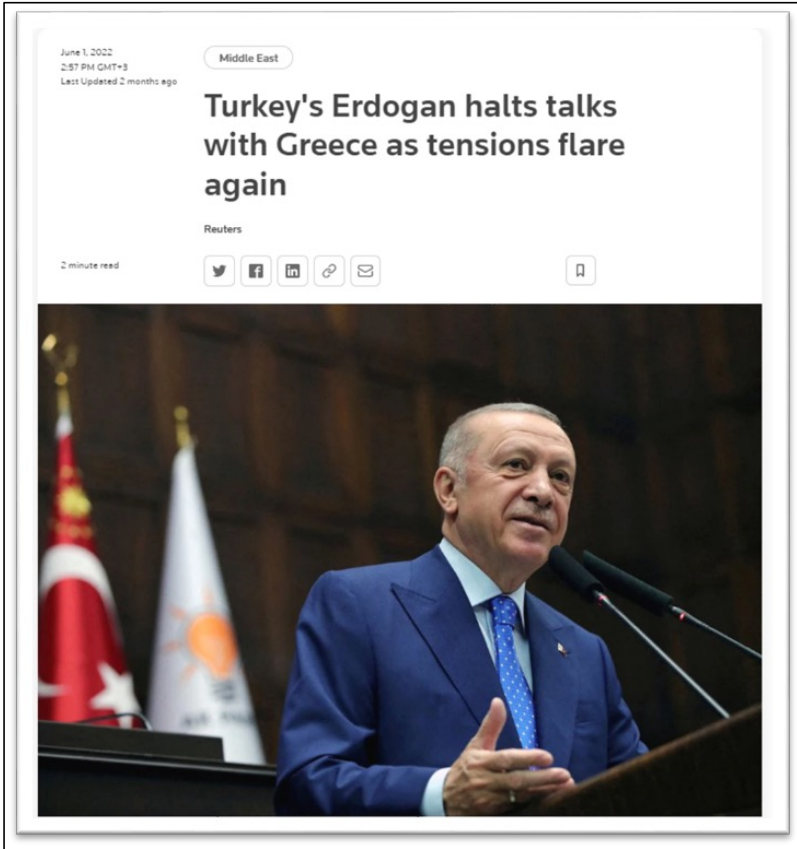 June 1, 2022
2:57 PM GMT+3
Last Updated 2 months ago
Middle East
Turkey's Erdogan halts talks
with Greece as tensions flare
again
Reuters
2 minute read